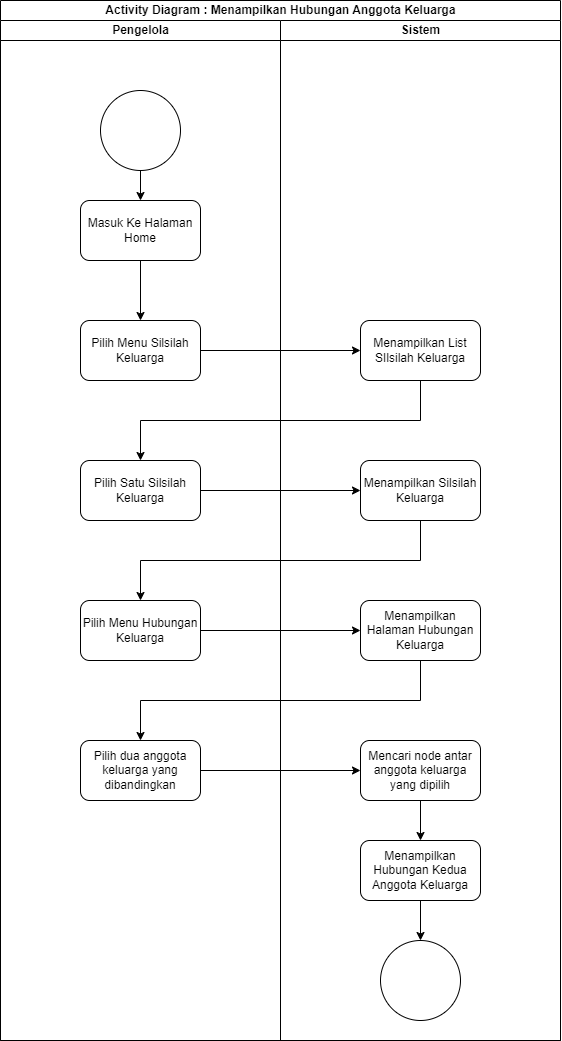 Activity Diagram : Menampilkan Hubungan Anggota Keluarga
Pengelola
Sistem
Masuk Ke Halaman
Home
Pilih Menu Silsilah
Keluarga
Menampilkan List
SIlsilah Keluarga
Pilih Satu Silsilah
Keluarga
Menampilkan Silsilah
Keluarga
Pilih Menu Hubungan
Keluarga
Menampilkan
Halaman Hubungan
Keluarga
Pilih dua anggota
keluarga yang
dibandingkan
Mencari node antar
anggota keluarga
yang dipilih
Menampilkan
Hubungan Kedua
Anggota Keluarga